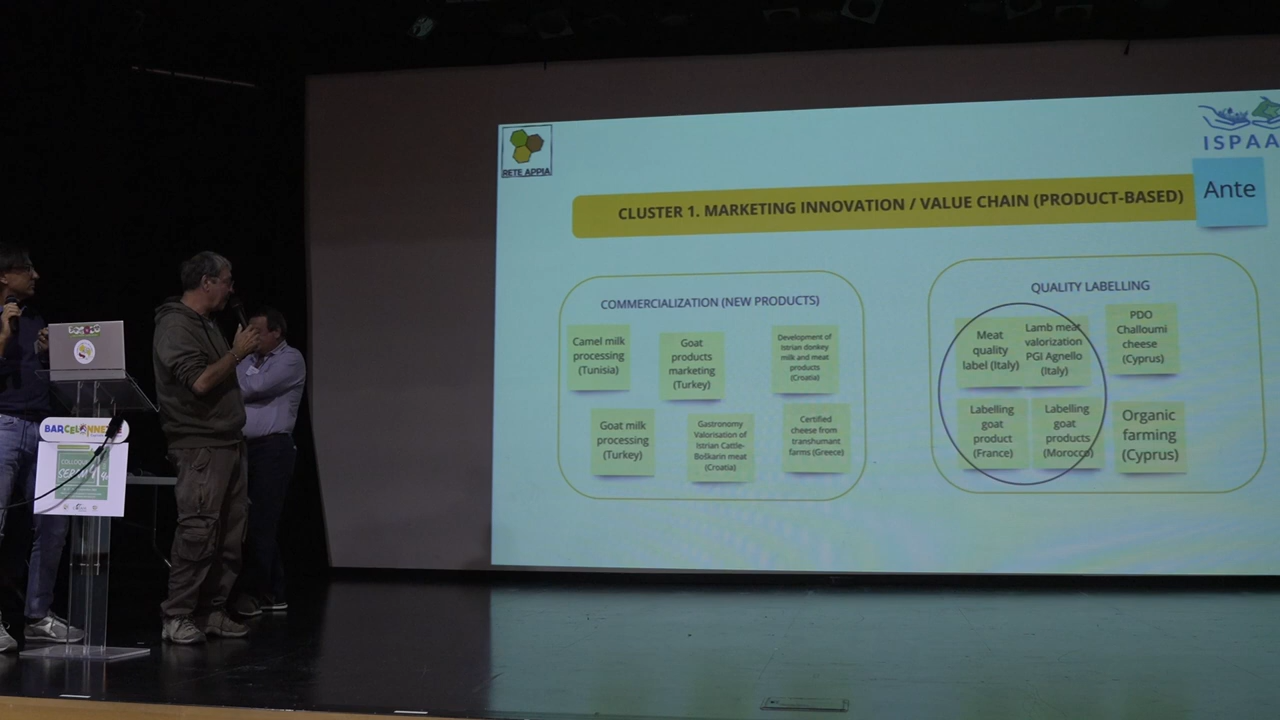 RETE APPIA
ISPAA
CLUSTER 1. MARKETING INNOVATION / VALUE CHAIN (PRODUCT-BASED)
Ante
COMMERCIALIZATION (NEW PRODUCTS)
Camel milk
processing
(Tunisia)
Goat
products
marketing
(Turkey)
Development of
Istrian donkey
milk and meat
products
(Croatia)
Goat milk
processing
(Turkey)
Gastronomy
Valorisation of
Istrian Cattle-
Boškarin meat
(Croatia)
Certified
cheese from
transhumant
farms (Greece)
QUALITY LABELLING
Meat
quality
label (Italy)
Lamb meat
valorization
PGI Agnello
(Italy)
PDO
Challoumi
cheese
(Cyprus)
Labelling
goat
product
(France)
Labelling
goat
products
(Morocco)
Organic
farming
(Cyprus)